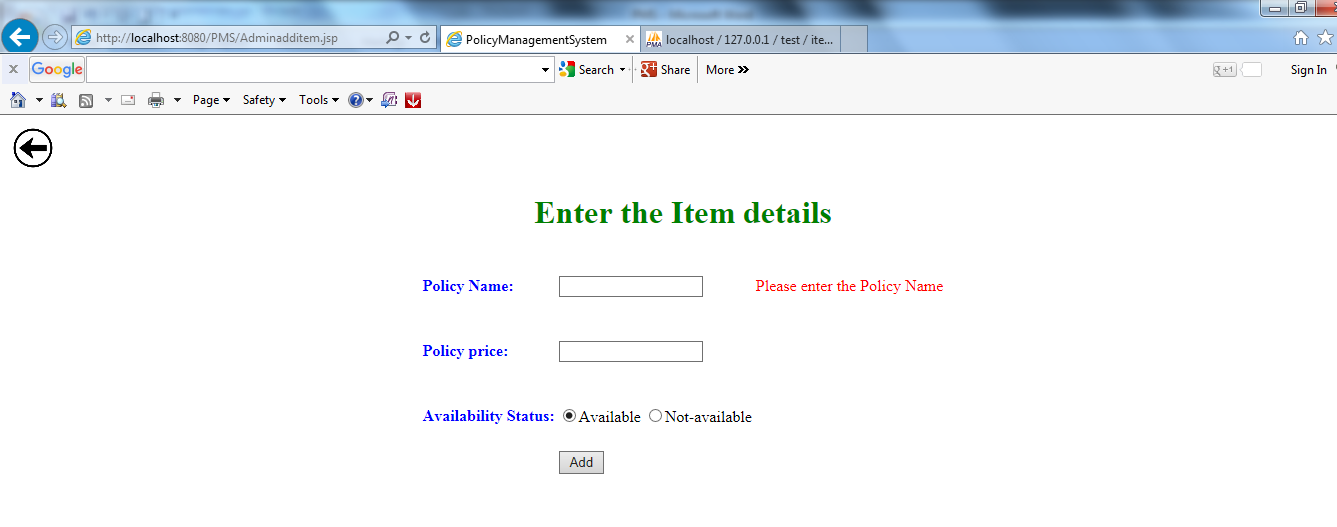 http://localhost:8080/PMS/Adminadditem.jsp
PolicyManagementSystem
localhost / 127.0.0.1 / test / ite...
PMA
x Google Search Share More »
g +1
Sign In
Page Safety Tools
Enter the Item details
Policy Name: Please enter the Policy Name
Policy price:
Availability Status: Available Not-available
Add